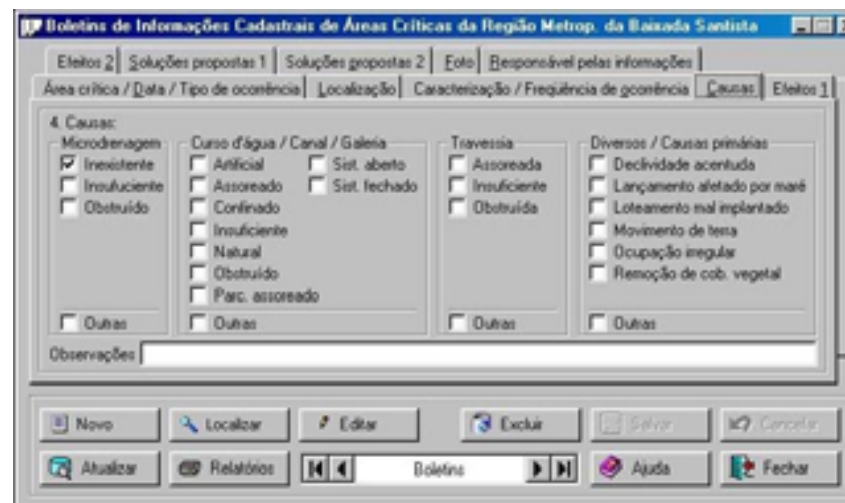 Boletins de Informações Cadastrais de Áreas Críticas da Região Metrop. da Baixada Santista
Efeitos 2 Soluções propostas 1 Soluções propostas 2 Foto Responsável pelas informações
Área crítica / Data / Tipo de ocorrência Localização Caracterização / Freqüência de ocorrência Causas Efeitos 1
4. Causas:
Microdrenagem
Inexistente
Insufuciente
Obstruído
Outras
Curso d'água / Canal / Galeria
Artificial Sist. aberto
Assoreado Sist. fechado
Confinado
Insuficiente
Natural
Obstruído
Parc. assoreado
Outras
Travessia
Assoreada
Insuficiente
Obstruída
Outras
Diversos / Causas primárias
Declividade acentuda
Lançamento afetado por maré
Loteamento mal implantado
Movimento de terra
Ocupação irregular
Remoção de cob. vegetal
Outras
Observações
Novo Localizar Editar Excluir Salvar Cancelar
Atualizar Relatórios Boletins Ajuda Fechar